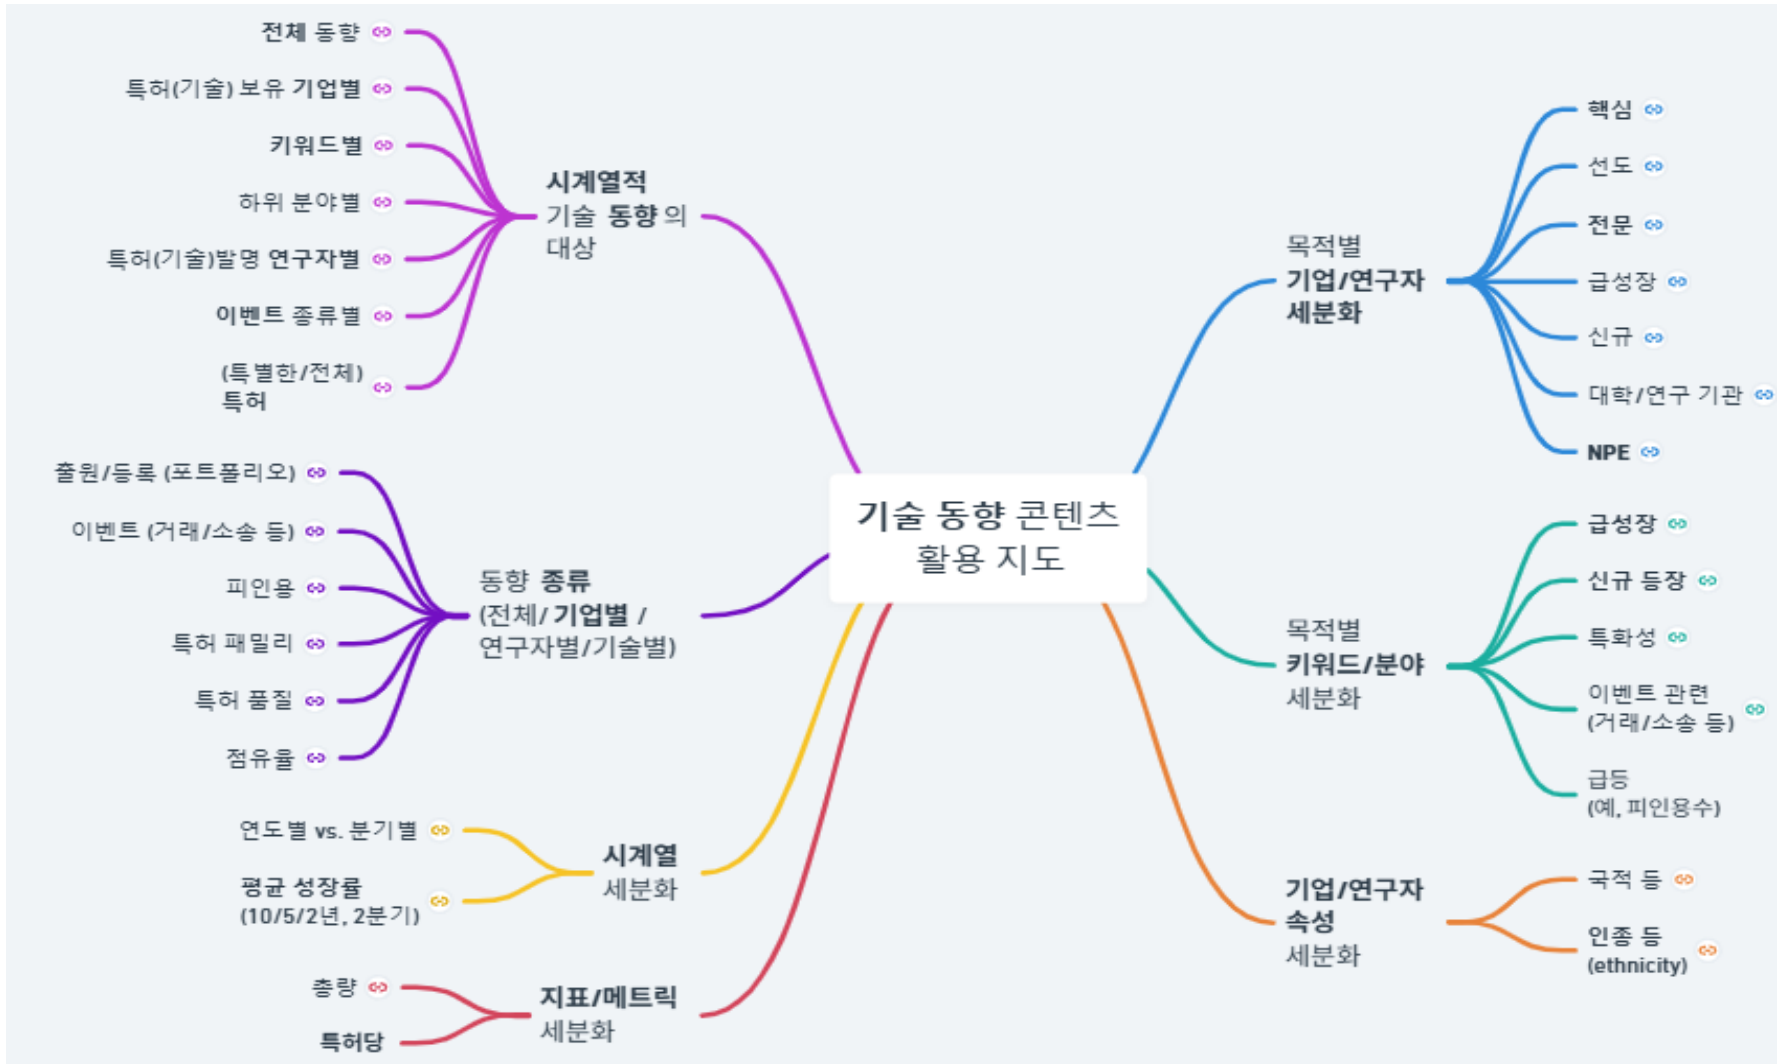 기술 동향 콘텐츠
활용 지도
시계열적
기술 동향 의
대상
전체 동향
특허(기술) 보유 기업별
키워드별
하위 분야별
특허(기술)발명 연구자별
이벤트 종류별
(특별한/전체)
특허
동향 종류
(전체/ 기업별 /
연구자별/기술별)
출원/등록 (포트폴리오)
이벤트 (거래/소송 등)
피인용
특허 패밀리
특허 품질
점유율
시계열
세분화
연도별 vs. 분기별
평균 성장률
(10/5/2년, 2분기)
지표/메트릭
세분화
총량
특허당
목적별
기업/연구자
세분화
핵심
선도
전문
급성장
신규
대학/연구 기관
NPE
목적별
키워드/분야
세분화
급성장
신규 등장
특화성
이벤트 관련
(거래/소송 등)
급등
(예, 피인용수)
기업/연구자
속성
세분화
국적 등
인종 등
(ethnicity)